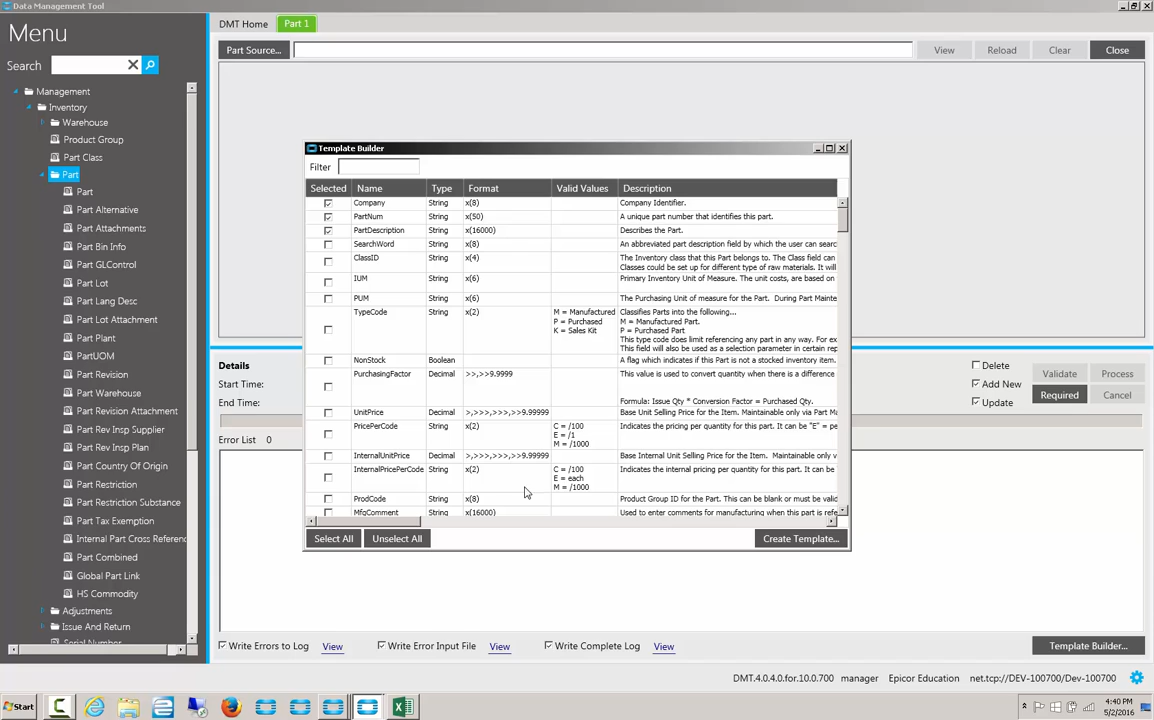 Data Management Tool
Menu
Search
Management
Inventory
Warehouse
Product Group
Part Class
Part
Part
Part Alternative
Part Attachments
Part Bin Info
Part GLControl
Part Lot
Part Lang Desc
Part Lot Attachment
Part Plant
PartUOM
Part Revision
Part Warehouse
Part Revision Attachment
Part Rev Insp Supplier
Part Rev Insp Plan
Part Country Of Origin
Part Restriction
Part Restriction Substance
Part Tax Exemption
Internal Part Cross Referenc
Part Combined
Global Part Link
HS Commodity
Adjustments
Issue And Return
DMT Home Part 1
Part Source... View Reload Clear Close
Template Builder
Filter
Selected Name Type Format Valid Values Description
Company String x(8) Company Identifier.
PartNum String x(50) A unique part number that identifies this part.
PartDescription String x(16000) Describes the Part.
SearchWord String x(8) An abbreviated part description field by which the user can searc
ClassID String x(4) The Inventory class that this Part belongs to. The Class field can
Classes could be set up for different type of raw materials. It will
IUM String x(6) Primary Inventory Unit of Measure. The unit costs, are based on
PUM String x(6) The Purchasing Unit of measure for the Part. During Part Mainte
TypeCode String x(2) M = Manufactured Classifies Parts into the following...
P = Purchased M = Manufactured Part.
K = Sales Kit P = Purchased Part
This type code does limit referencing any part in any way. For ex
This field will also be used as a selection parameter in certain rep
NonStock Boolean A flag which indicates if this Part is not a stocked inventory item.
PurchasingFactor Decimal >>,>>9.9999 This value is used to convert quantity when there is a difference
Formula: Issue Qty * Conversion Factor = Purchased Qty.
UnitPrice Decimal >,>>>,>>>,>>9.99999 Base Unit Selling Price for the Item. Maintainable only via Part M
PricePerCode String x(2) C = /100 Indicates the pricing per quantity for this part. It can be "E" = pe
E = /1
M = /1000
InternalUnitPrice Decimal >,>>>,>>>,>>9.99999 Base Internal Unit Selling Price for the Item. Maintainable only v
InternalPricePerCode String x(2) C = /100 Indicates the internal pricing per quantity for this part. It can be
E = each
M = /1000
ProdCode String x(8) Product Group ID for the Part. This can be blank or must be valid
MfgComment String x(16000) Used to enter comments for manufacturing when this part is refe
Select All Unselect All Create Template...
Details
Start Time:
End Time:
Delete
Add New
Update
Validate Process
Required Cancel
Error List 0
Write Errors to Log View Write Error Input File View Write Complete Log View
Template Builder...
DMT.4.0.4.0.for.10.0.700 manager Epicor Education net.tcp://DEV-100700/Dev-100700
Start
4:40 PM
5/2/2016